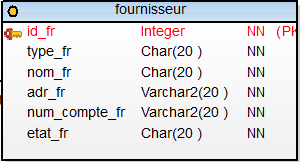 fournisseur
id_fr Integer NN (PK
type_fr Char(20 ) NN
nom_fr Char(20 ) NN
adr_fr Varchar2(20 ) NN
num_compte_fr Varchar2(20 ) NN
etat_fr Char(20 ) NN